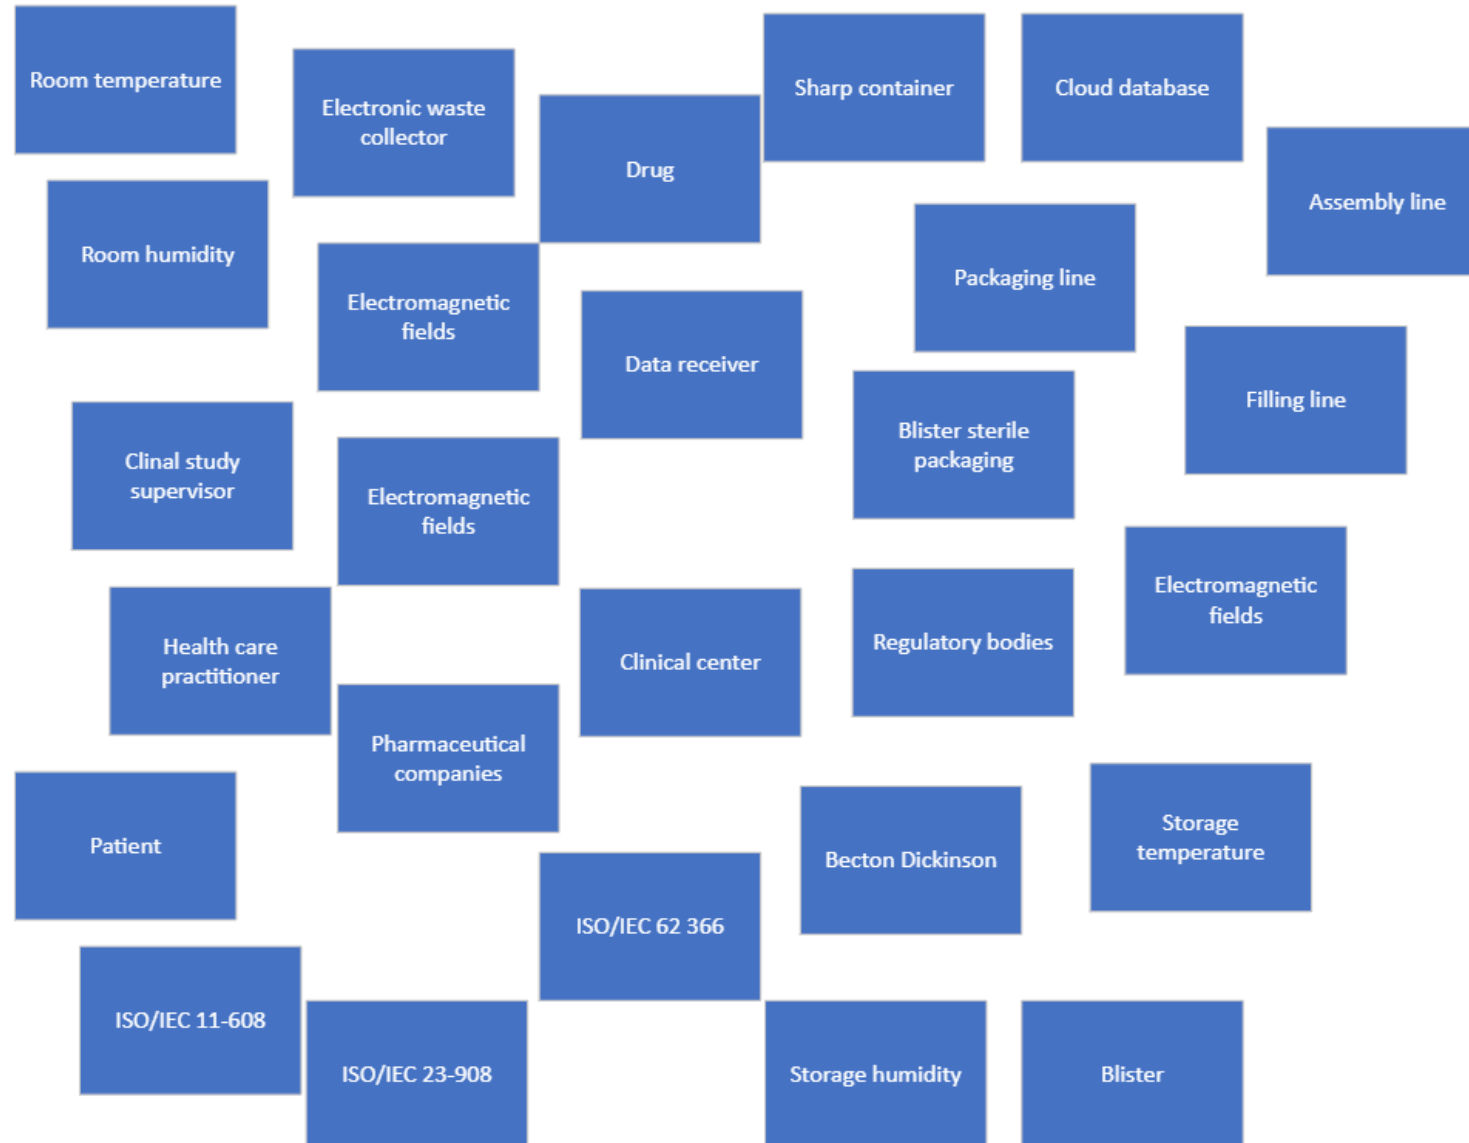 Room temperature
Electronic waste
collector
Drug
Sharp container
Cloud database
Assembly line
Room humidity
Electromagnetic
fields
Data receiver
Packaging line
Filling line
Clinal study
supervisor
Electromagnetic
fields
Blister sterile
packaging
Electromagnetic
fields
Health care
practitioner
Clinical center
Regulatory bodies
Pharmaceutical
companies
Patient
Becton Dickinson
Storage
temperature
ISO/IEC 62 366
ISO/IEC 11-608
ISO/IEC 23-908
Storage humidity
Blister